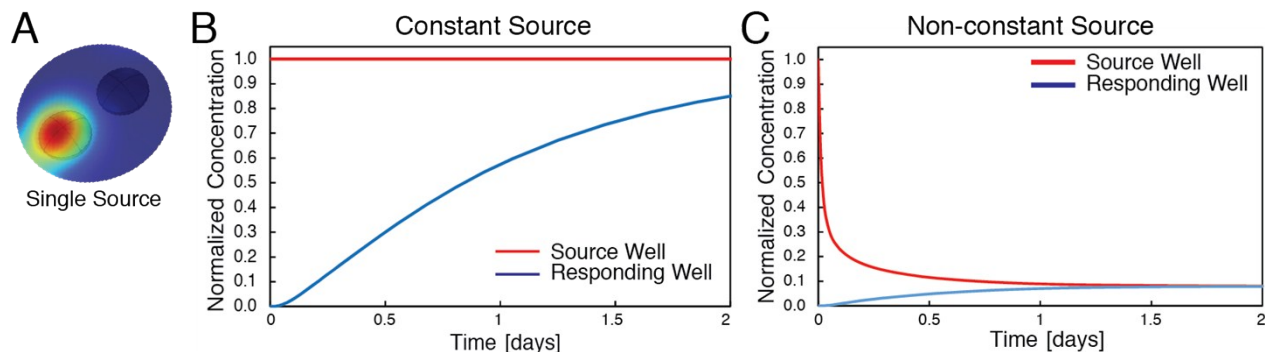 A
Single Source
B
Constant Source
Normalized Concentration
1.0
0.9
0.8
0.7
0.6
0.5
0.4
0.3
0.2
0.1
0.0
Source Well
Responding Well
0
0.5
1
1.5
2
Time [days]
C
Non-constant Source
Normalized Concentration
1.0
0.9
0.8
0.7
0.6
0.5
0.4
0.3
0.2
0.1
0.0
Source Well
Responding Well
0
0.5
1
1.5
2
Time [days]